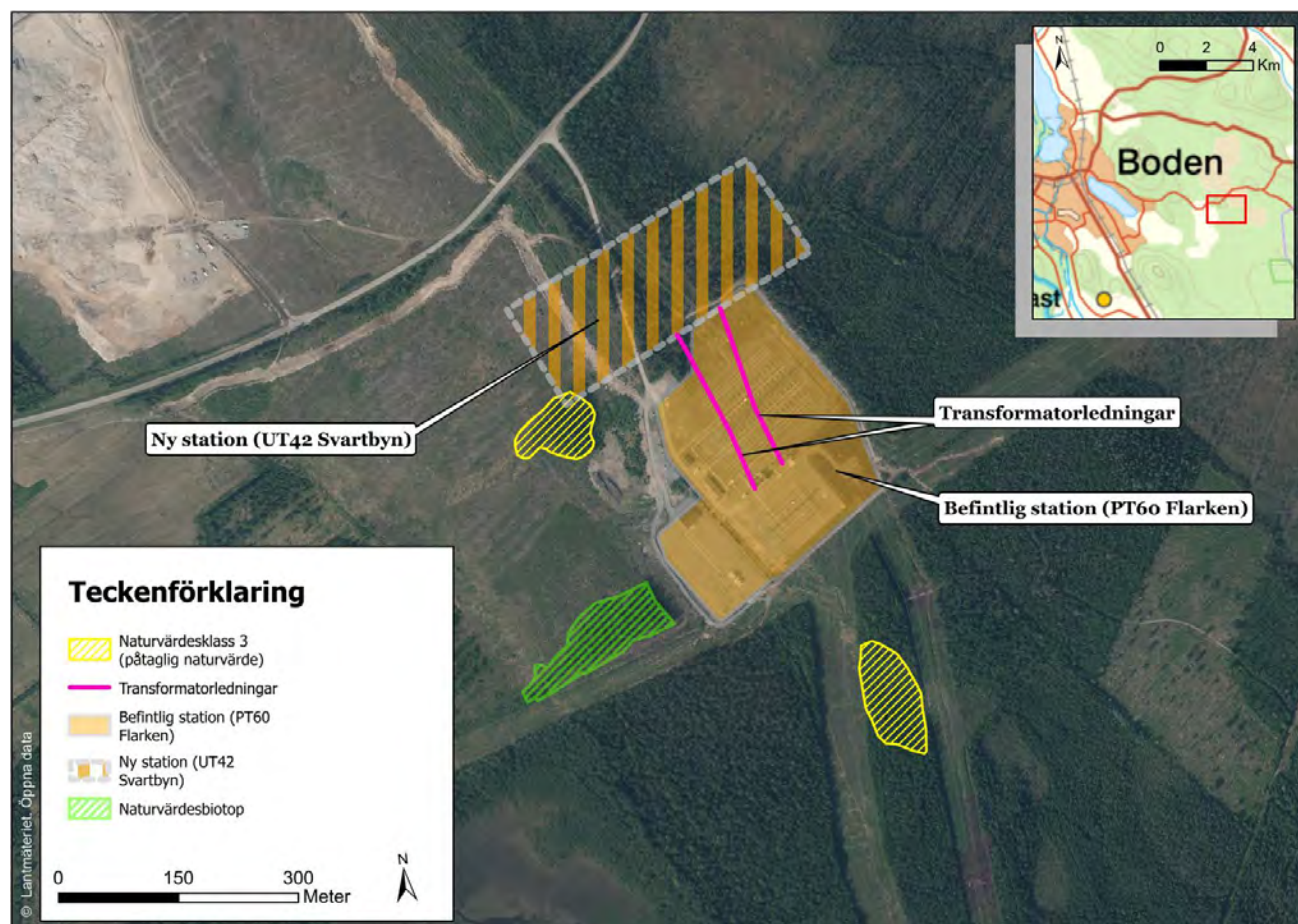 N
0 2 4
Km
Boden
ast
Ny station (UT42 Svartbyn)
Transformatorledningar
Befintlig station (PT60 Flarken)
Teckenförklaring
Naturvärdesklass 3
(påtaglig naturvärde)
Transformatorledningar
Befintlig station (PT60
Flarken)
Ny station (UT42
Svartbyn)
Naturvärdesbiotop
N
0 150 300
Meter
© Lantmäteriet, Öppna data